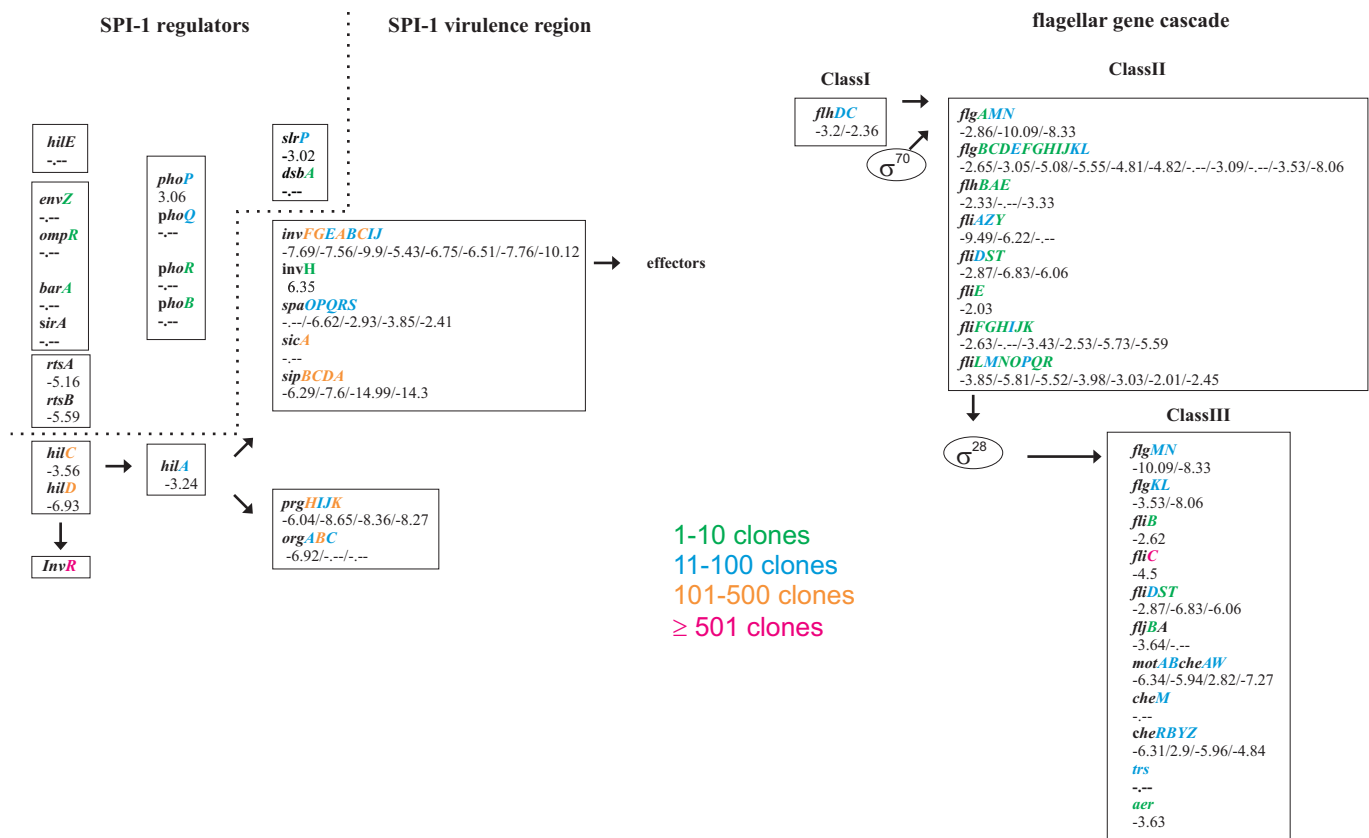 SPI-1 regulators
SPI-1 virulence region
flagellar gene cascade
hilE
-.--
envZ
-.--
ompR
-.--
barA
-.--
sirA
-.--
rtsA
-5.16
rtsB
-5.59
phoP
3.06
phoQ
-.--
phoR
-.--
phoB
-.--
slrP
-3.02
dsbA
-.--
invFGEABCIJ
-7.69/-7.56/-9.9/-5.43/-6.75/-6.51/-7.76/-10.12
invH
6.35
spaOPQRS
-.--/-6.62/-2.93/-3.85/-2.41
sicA
-.--
sipBCDA
-6.29/-7.6/-14.99/-14.3
effectors
hilC
-3.56
hilD
-6.93
hilA
-3.24
InvR
prgHIJK
-6.04/-8.65/-8.36/-8.27
orgABC
-6.92/-.--/-.--
1-10 clones
11-100 clones
101-500 clones
≥ 501 clones
ClassI
flhDC
-3.2/-2.36
σ70
ClassII
flgAMN
-2.86/-10.09/-8.33
flgBCDEFGHIJKL
-2.65/-3.05/-5.08/-5.55/-4.81/-4.82/-.--/-3.09/-.--/-3.53/-8.06
flhBAE
-2.33/-.--/-3.33
fliAZY
-9.49/-6.22/-.--
fliDST
-2.87/-6.83/-6.06
fliE
-2.03
fliFGHIJK
-2.63/-.--/-3.43/-2.53/-5.73/-5.59
fliLMNOPQR
-3.85/-5.81/-5.52/-3.98/-3.03/-2.01/-2.45
σ28
ClassIII
flgMN
-10.09/-8.33
flgKL
-3.53/-8.06
fliB
-2.62
fliC
-4.5
fliDST
-2.87/-6.83/-6.06
fljBA
-3.64/-.--
motABcheAW
-6.34/-5.94/2.82/-7.27
cheM
-.--
cheRBYZ
-6.31/2.9/-5.96/-4.84
trs
-.--
aer
-3.63